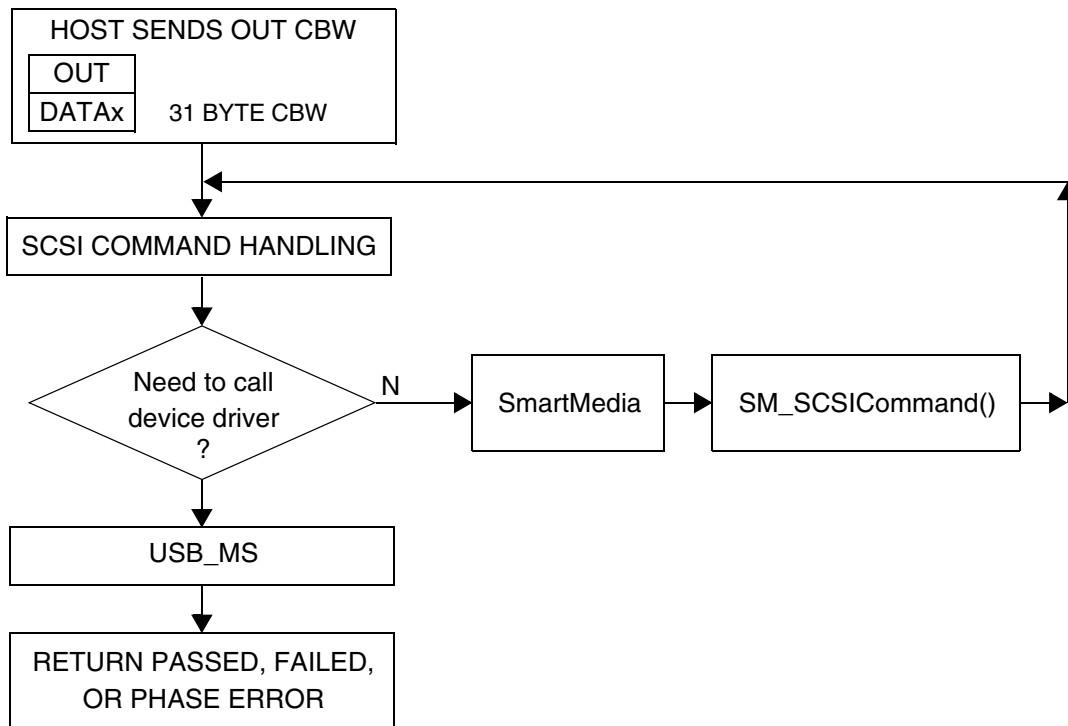 HOST SENDS OUT CBW
OUT
DATAx
31 BYTE CBW
SCSI COMMAND HANDLING
Need to call
device driver
?
N
SmartMedia
SM_SCSICommand()
USB_MS
RETURN PASSED, FAILED,
OR PHASE ERROR